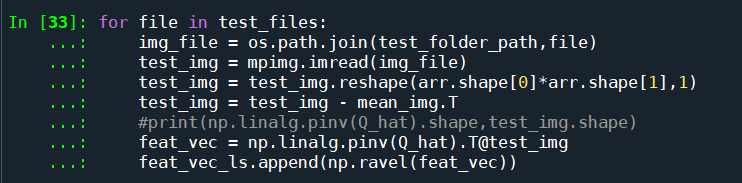 In [33]: for file in test_files:
    ...:     img_file = os.path.join(test_folder_path,file)
    ...:     test_img = mpimg.imread(img_file)
    ...:     test_img = test_img.reshape(arr.shape[0]*arr.shape[1],1)
    ...:     test_img = test_img - mean_img.T
    ...:     #print(np.linalg.pinv(Q_hat).shape,test_img.shape)
    ...:     feat_vec = np.linalg.pinv(Q_hat).T@test_img
    ...:     feat_vec_ls.append(np.ravel(feat_vec))